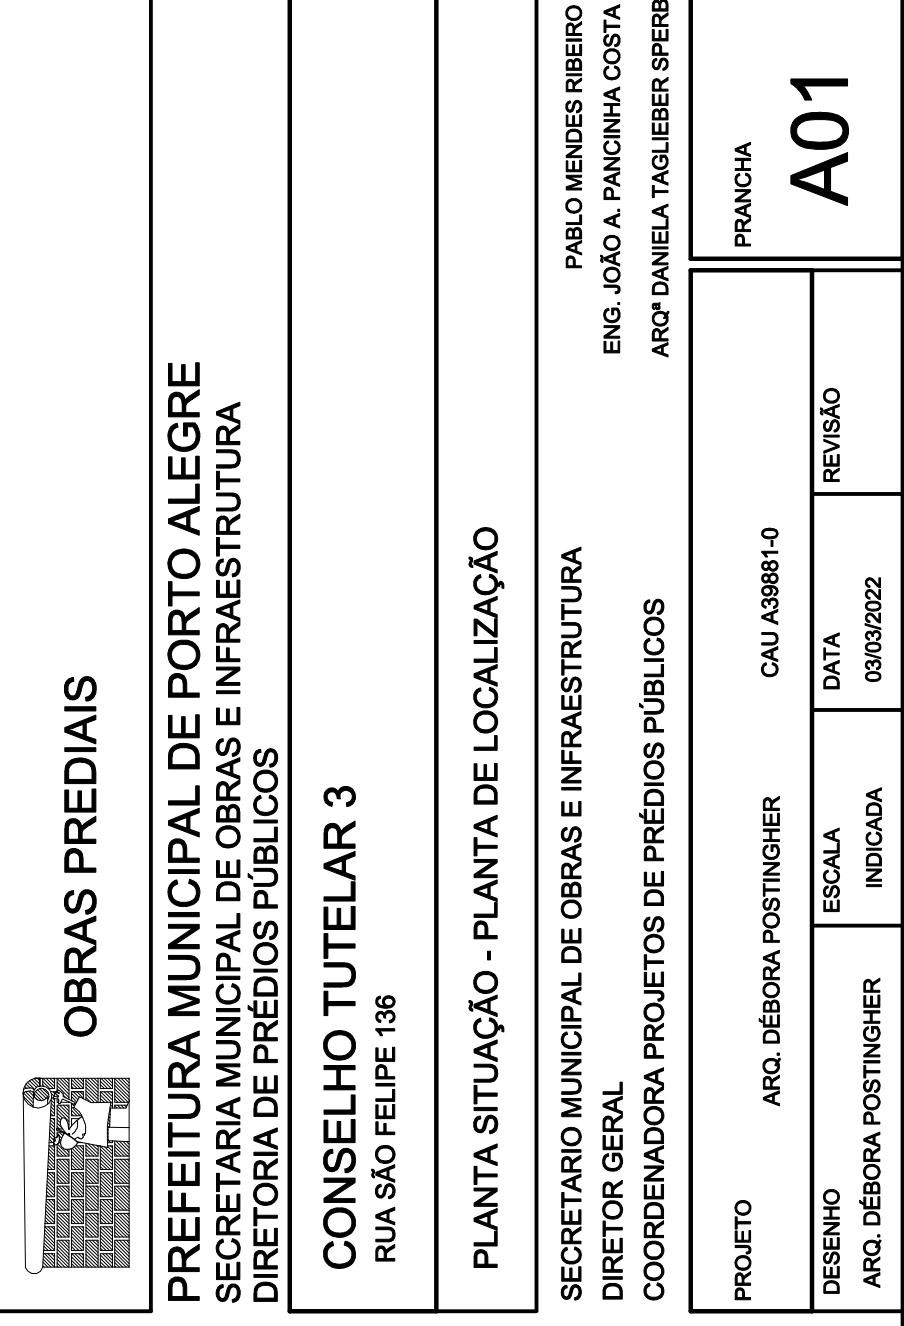 OBRAS PREDIAIS
PREFEITURA MUNICIPAL DE PORTO ALEGRE
SECRETARIA MUNICIPAL DE OBRAS E INFRAESTRUTURA
DIRETORIA DE PRÉDIOS PÚBLICOS
CONSELHO TUTELAR 3
RUA SÃO FELIPE 136
PLANTA SITUAÇÃO - PLANTA DE LOCALIZAÇÃO
SECRETARIO MUNICIPAL DE OBRAS E INFRAESTRUTURA PABLO MENDES RIBEIRO
DIRETOR GERAL ENG. JOÃO A. PANCINHA COSTA
COORDENADORA PROJETOS DE PRÉDIOS PÚBLICOS ARQª DANIELA TAGLIEBER SPERB
PROJETO
ARQ. DÉBORA POSTINGHER CAU A39881-0
PRANCHA
A01
DESENHO ESCALA DATA REVISÃO
ARQ. DÉBORA POSTINGHER INDICADA 03/03/2022